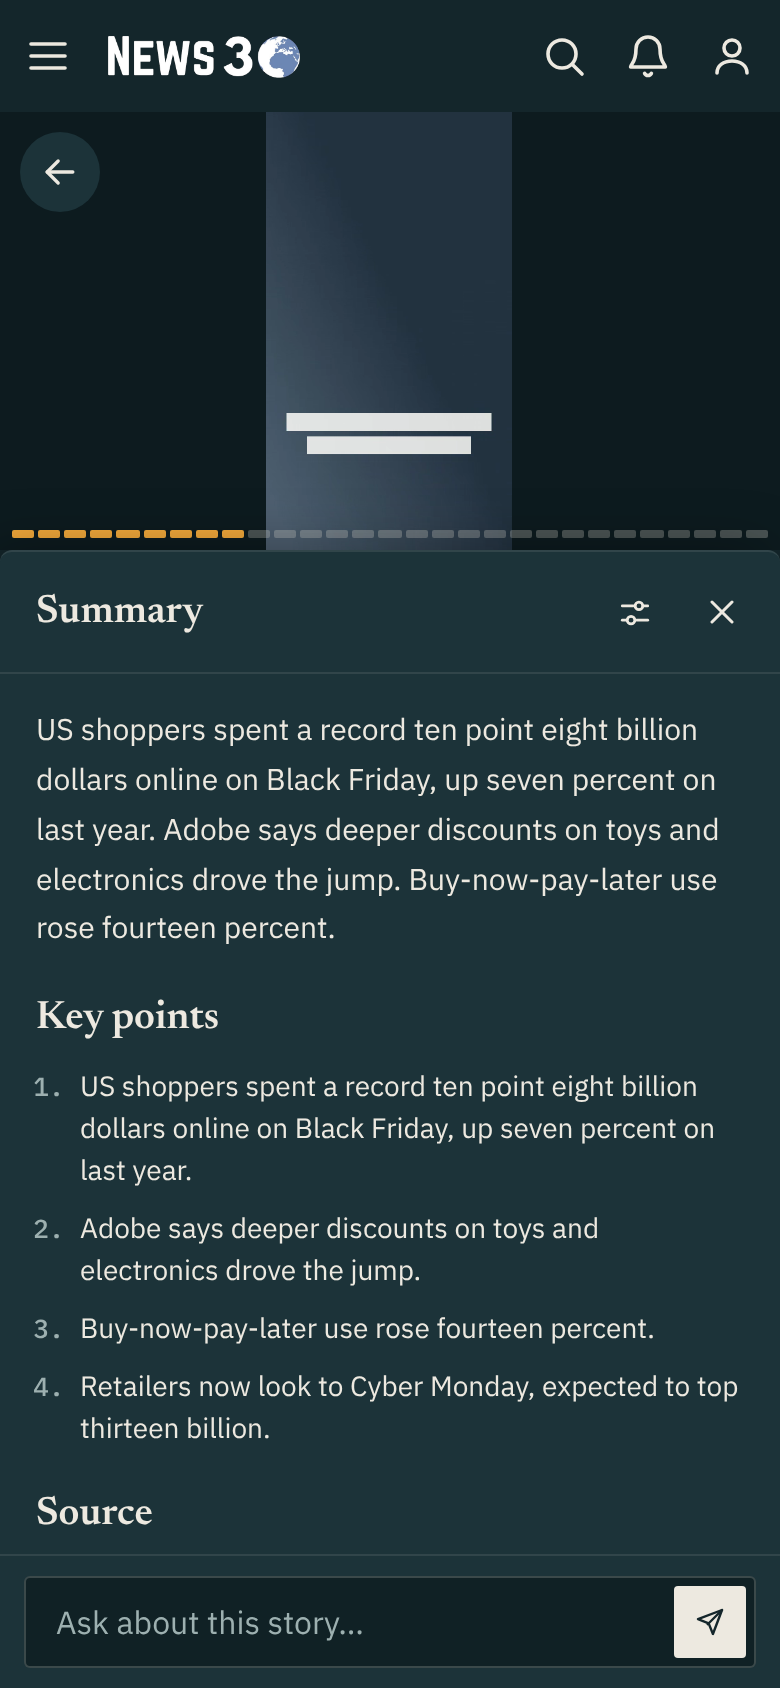 NEWS 30
Summary
US shoppers spent a record ten point eight billion
dollars online on Black Friday, up seven percent on
last year. Adobe says deeper discounts on toys and
electronics drove the jump. Buy-now-pay-later use
rose fourteen percent.
Key points
1. US shoppers spent a record ten point eight billion
dollars online on Black Friday, up seven percent on
last year.
2. Adobe says deeper discounts on toys and
electronics drove the jump.
3. Buy-now-pay-later use rose fourteen percent.
4. Retailers now look to Cyber Monday, expected to top
thirteen billion.
Source
Ask about this story...